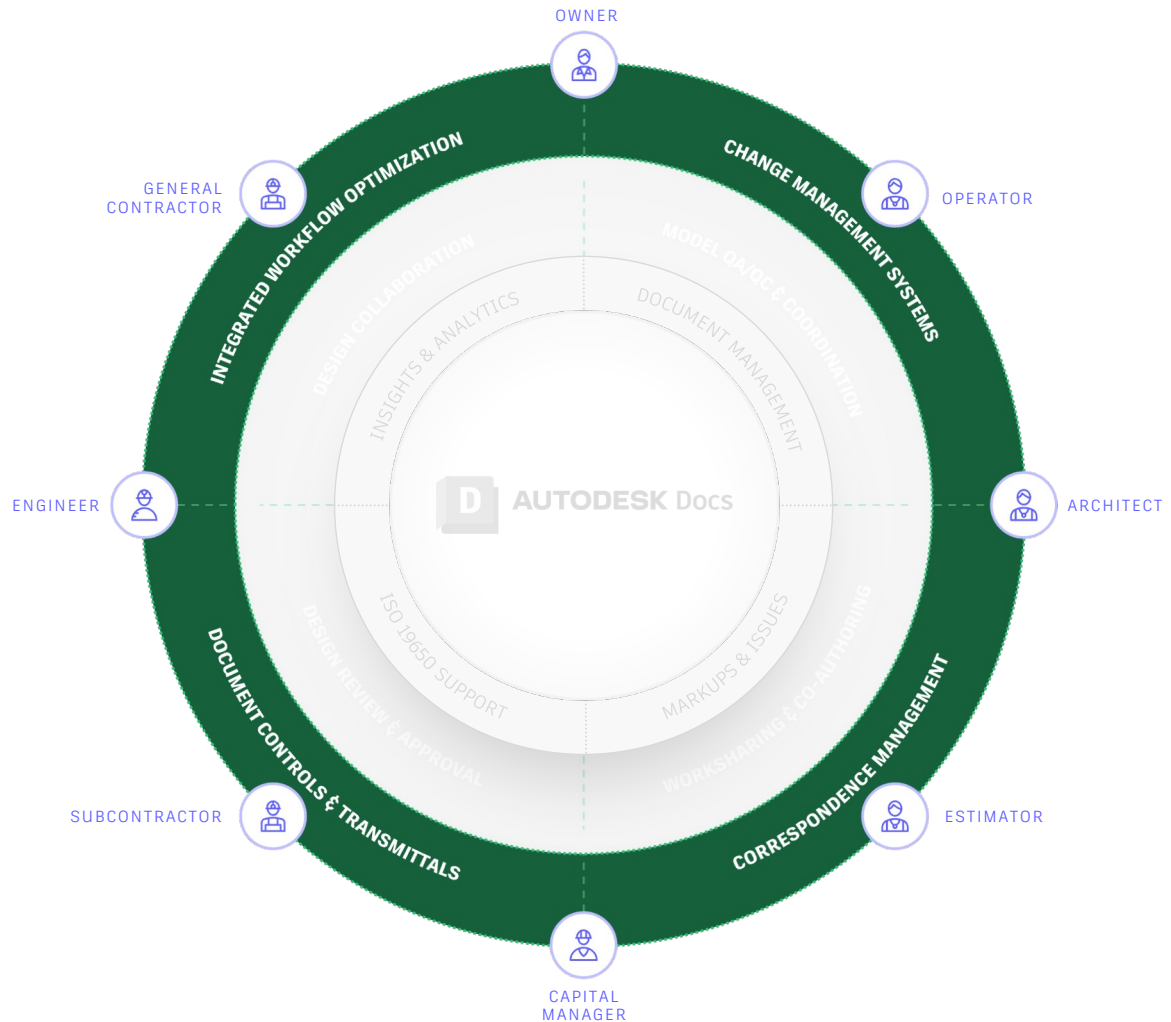 OWNER
GENERAL
CONTRACTOR
OPERATOR
INTEGRATED WORKFLOW OPTIMIZATION
CHANGE MANAGEMENT SYSTEMS
DESIGN COLLABORATION
MODEL QA/QC & COORDINATION
INSIGHTS & ANALYTICS
DOCUMENT MANAGEMENT
ENGINEER
D AUTODESK Docs
ARCHITECT
ISO 19650 SUPPORT
MARKUPS & ISSUES
DESIGN REVIEW & APPROVAL
WORKSHARING & CO-AUTHORING
DOCUMENT CONTROLS & TRANSMITTALS
CORRESPONDENCE MANAGEMENT
SUBCONTRACTOR
ESTIMATOR
CAPITAL
MANAGER